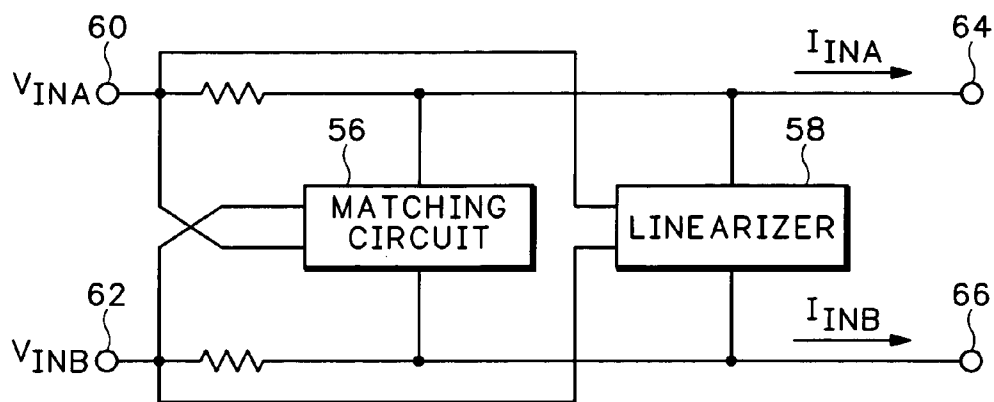 60
64
I_INA
V_INA
56
58
MATCHING
CIRCUIT
LINEARIZER
62
66
I_INB
V_INB